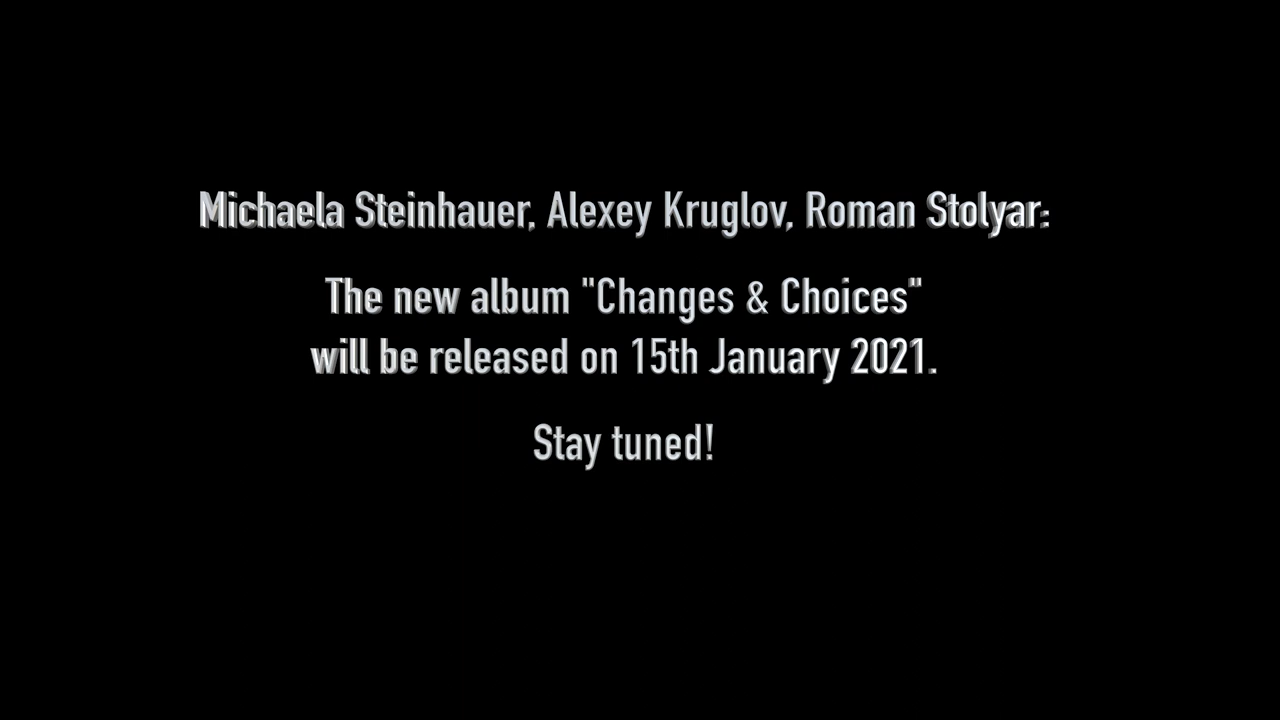 Michaela Steinhauer, Alexey Kruglov, Roman Stolyar:
The new album "Changes & Choices"
will be released on 15th January 2021.
Stay tuned!